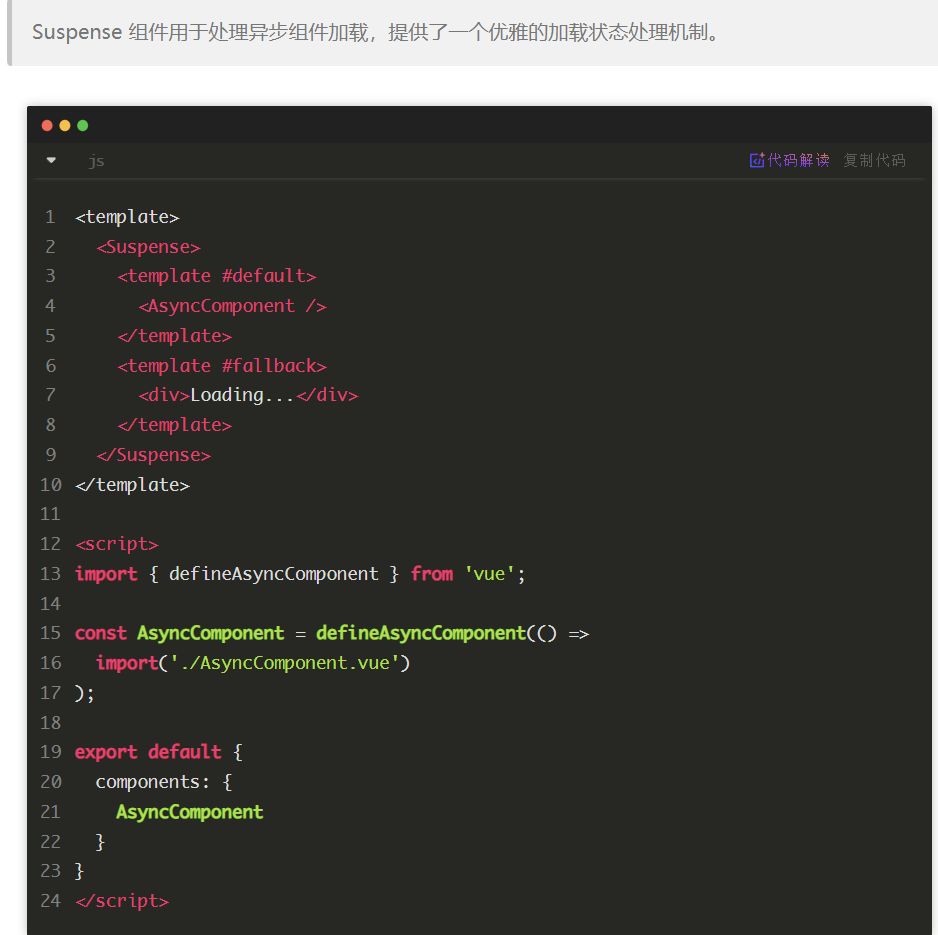 Suspense 组件用于处理异步组件加载，提供了一个优雅的加载状态处理机制。
js
代码解读 复制代码
1 <template>
2   <Suspense>
3     <template #default>
4       <AsyncComponent />
5     </template>
6     <template #fallback>
7       <div>Loading...</div>
8     </template>
9   </Suspense>
10 </template>
11
12 <script>
13 import { defineAsyncComponent } from 'vue';
14
15 const AsyncComponent = defineAsyncComponent(() =>
16   import('./AsyncComponent.vue')
17 );
18
19 export default {
20   components: {
21     AsyncComponent
22   }
23 }
24 </script>